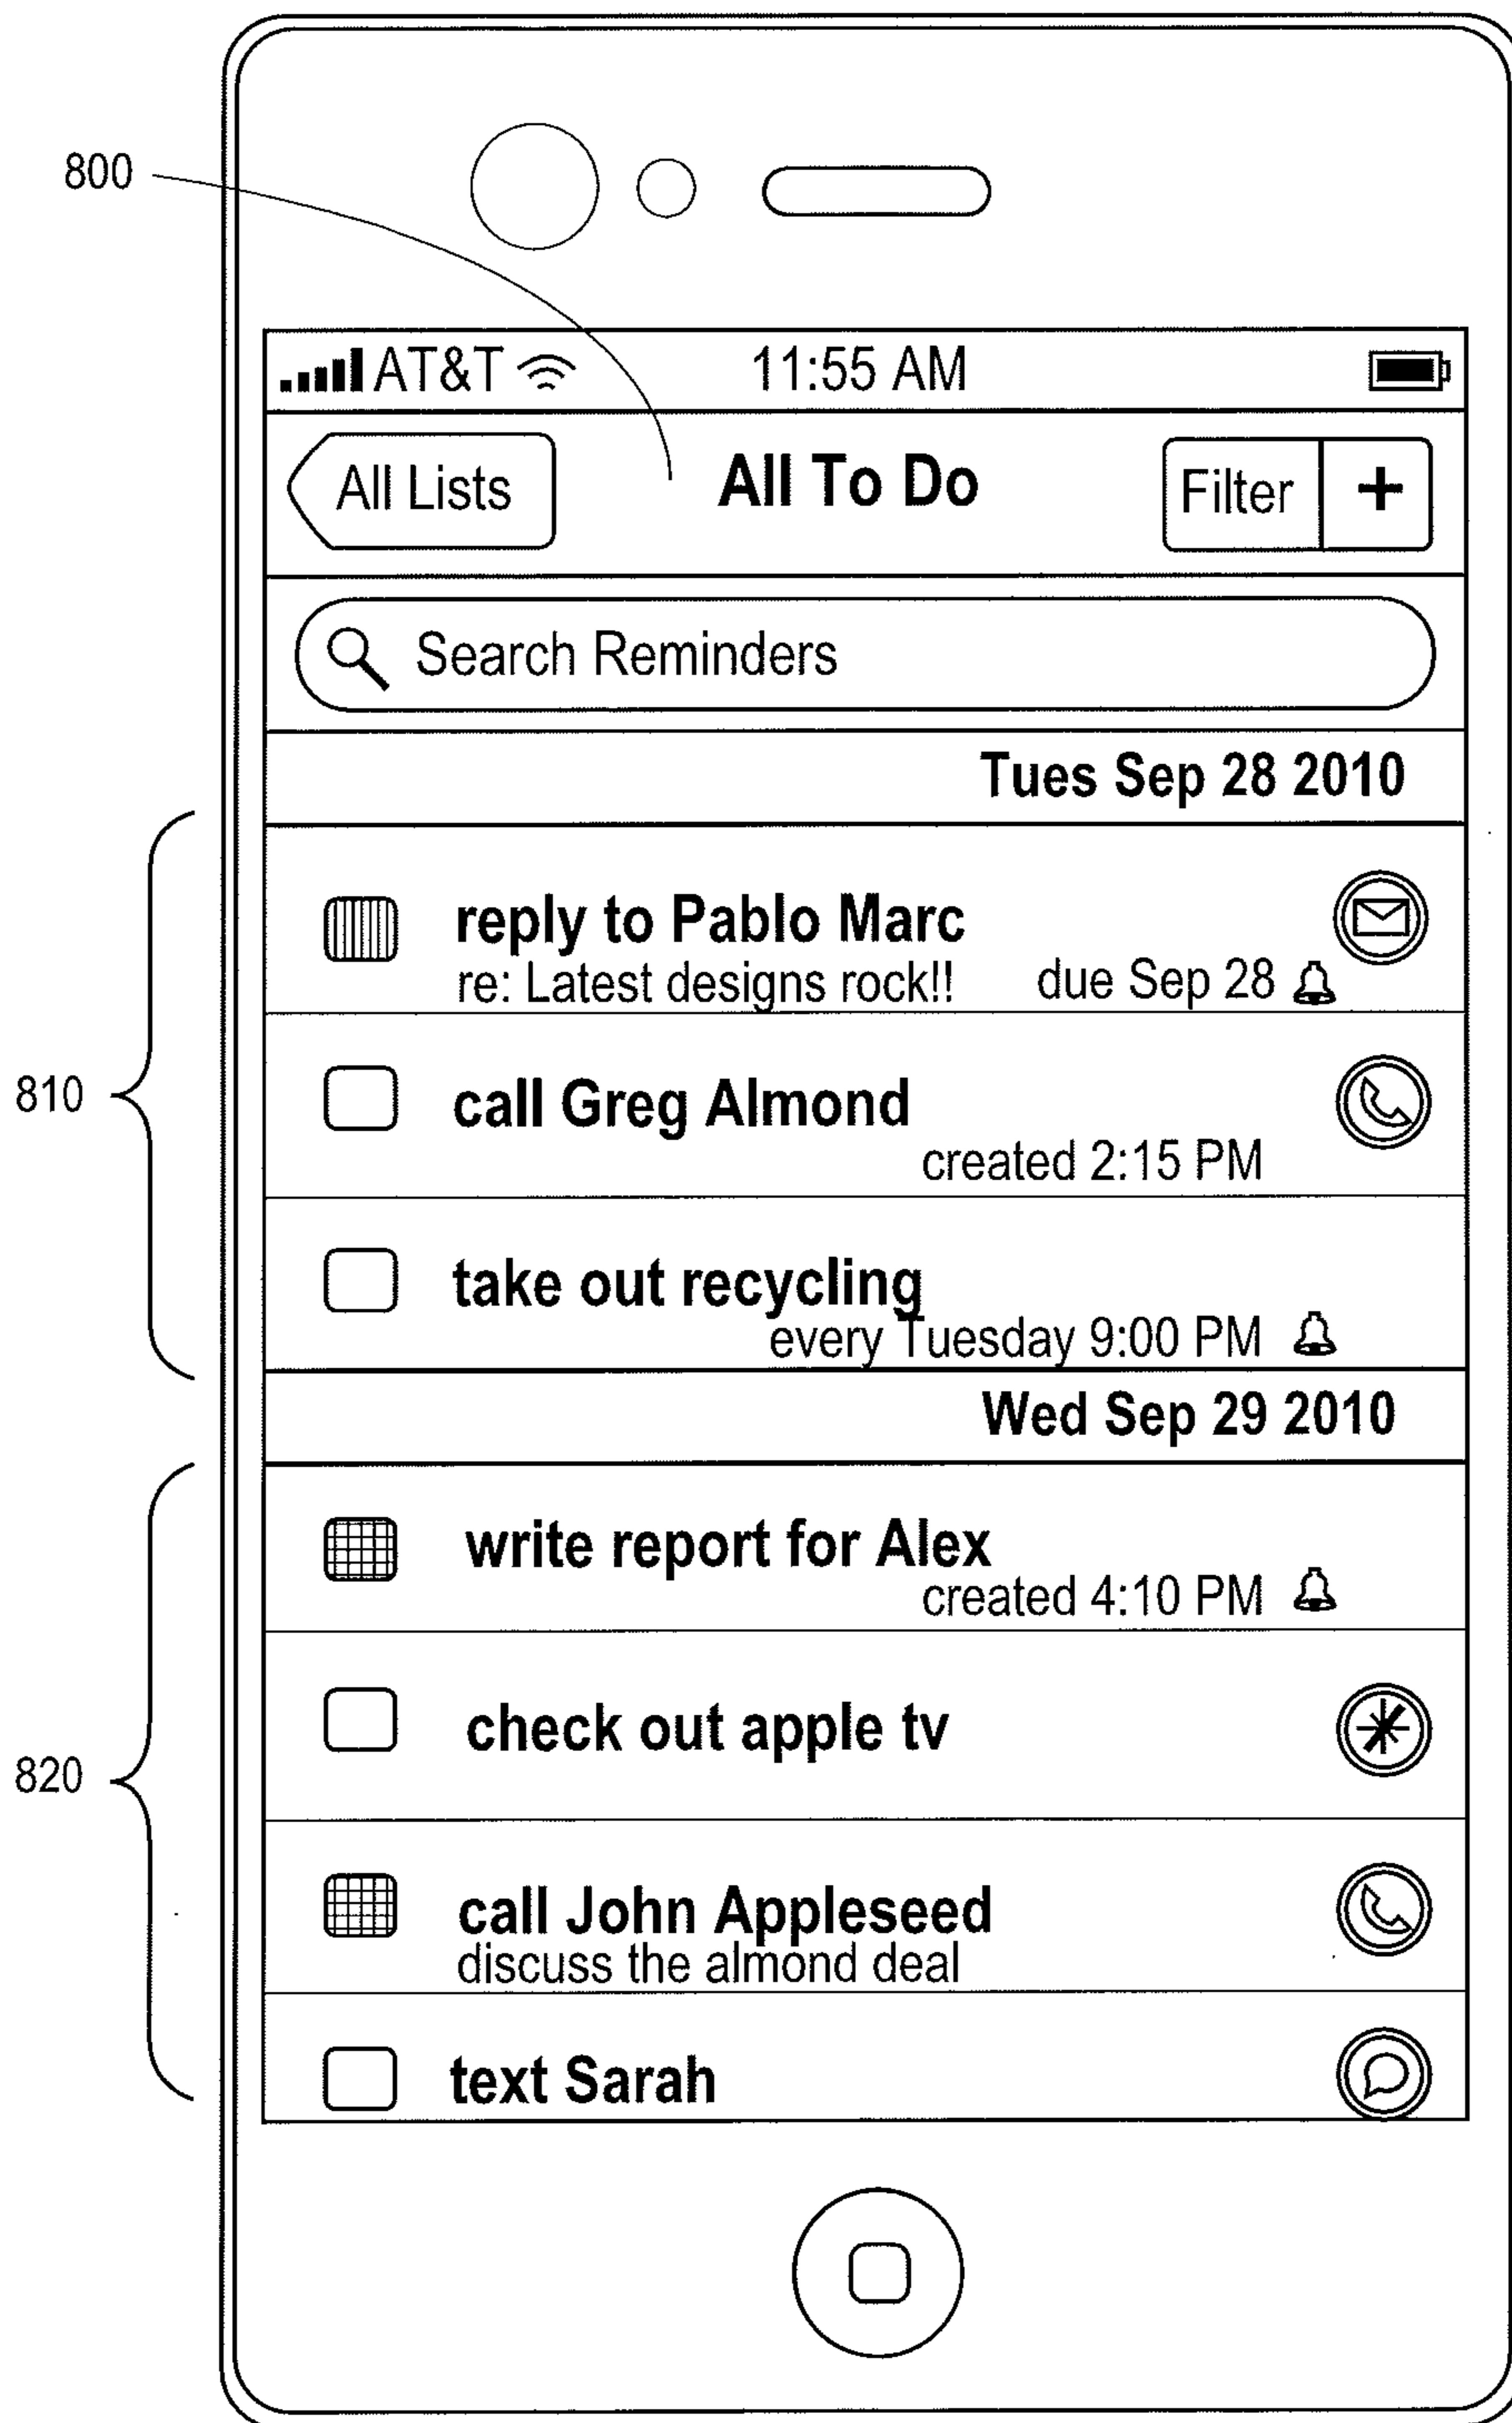 800
AT&T 11:55 AM
All Lists All To Do Filter +
Search Reminders
Tues Sep 28 2010
810
reply to Pablo Marc
re: Latest designs rock!! due Sep 28
call Greg Almond
created 2:15 PM
take out recycling
every Tuesday 9:00 PM
Wed Sep 29 2010
820
write report for Alex
created 4:10 PM
check out apple tv
call John Appleseed
discuss the almond deal
text Sarah